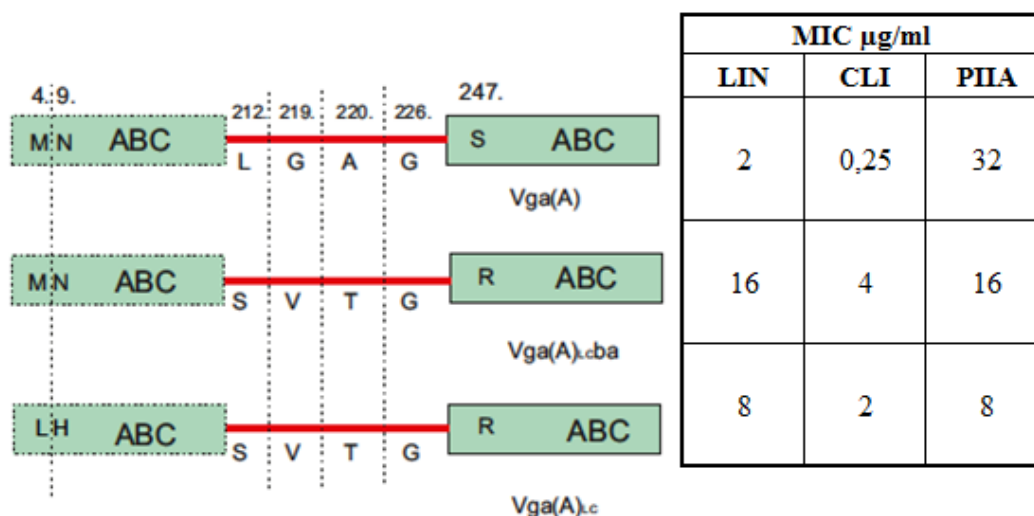 MIC µg/ml
LIN CLI PIIA
4. 9. 212. 219. 220. 226. 247.
M N ABC L G A G S ABC
Vga(A)
2 0,25 32
M N ABC S V T G R ABC
Vga(A)LCba
16 4 16
L H ABC S V T G R ABC
Vga(A)LC
8 2 8